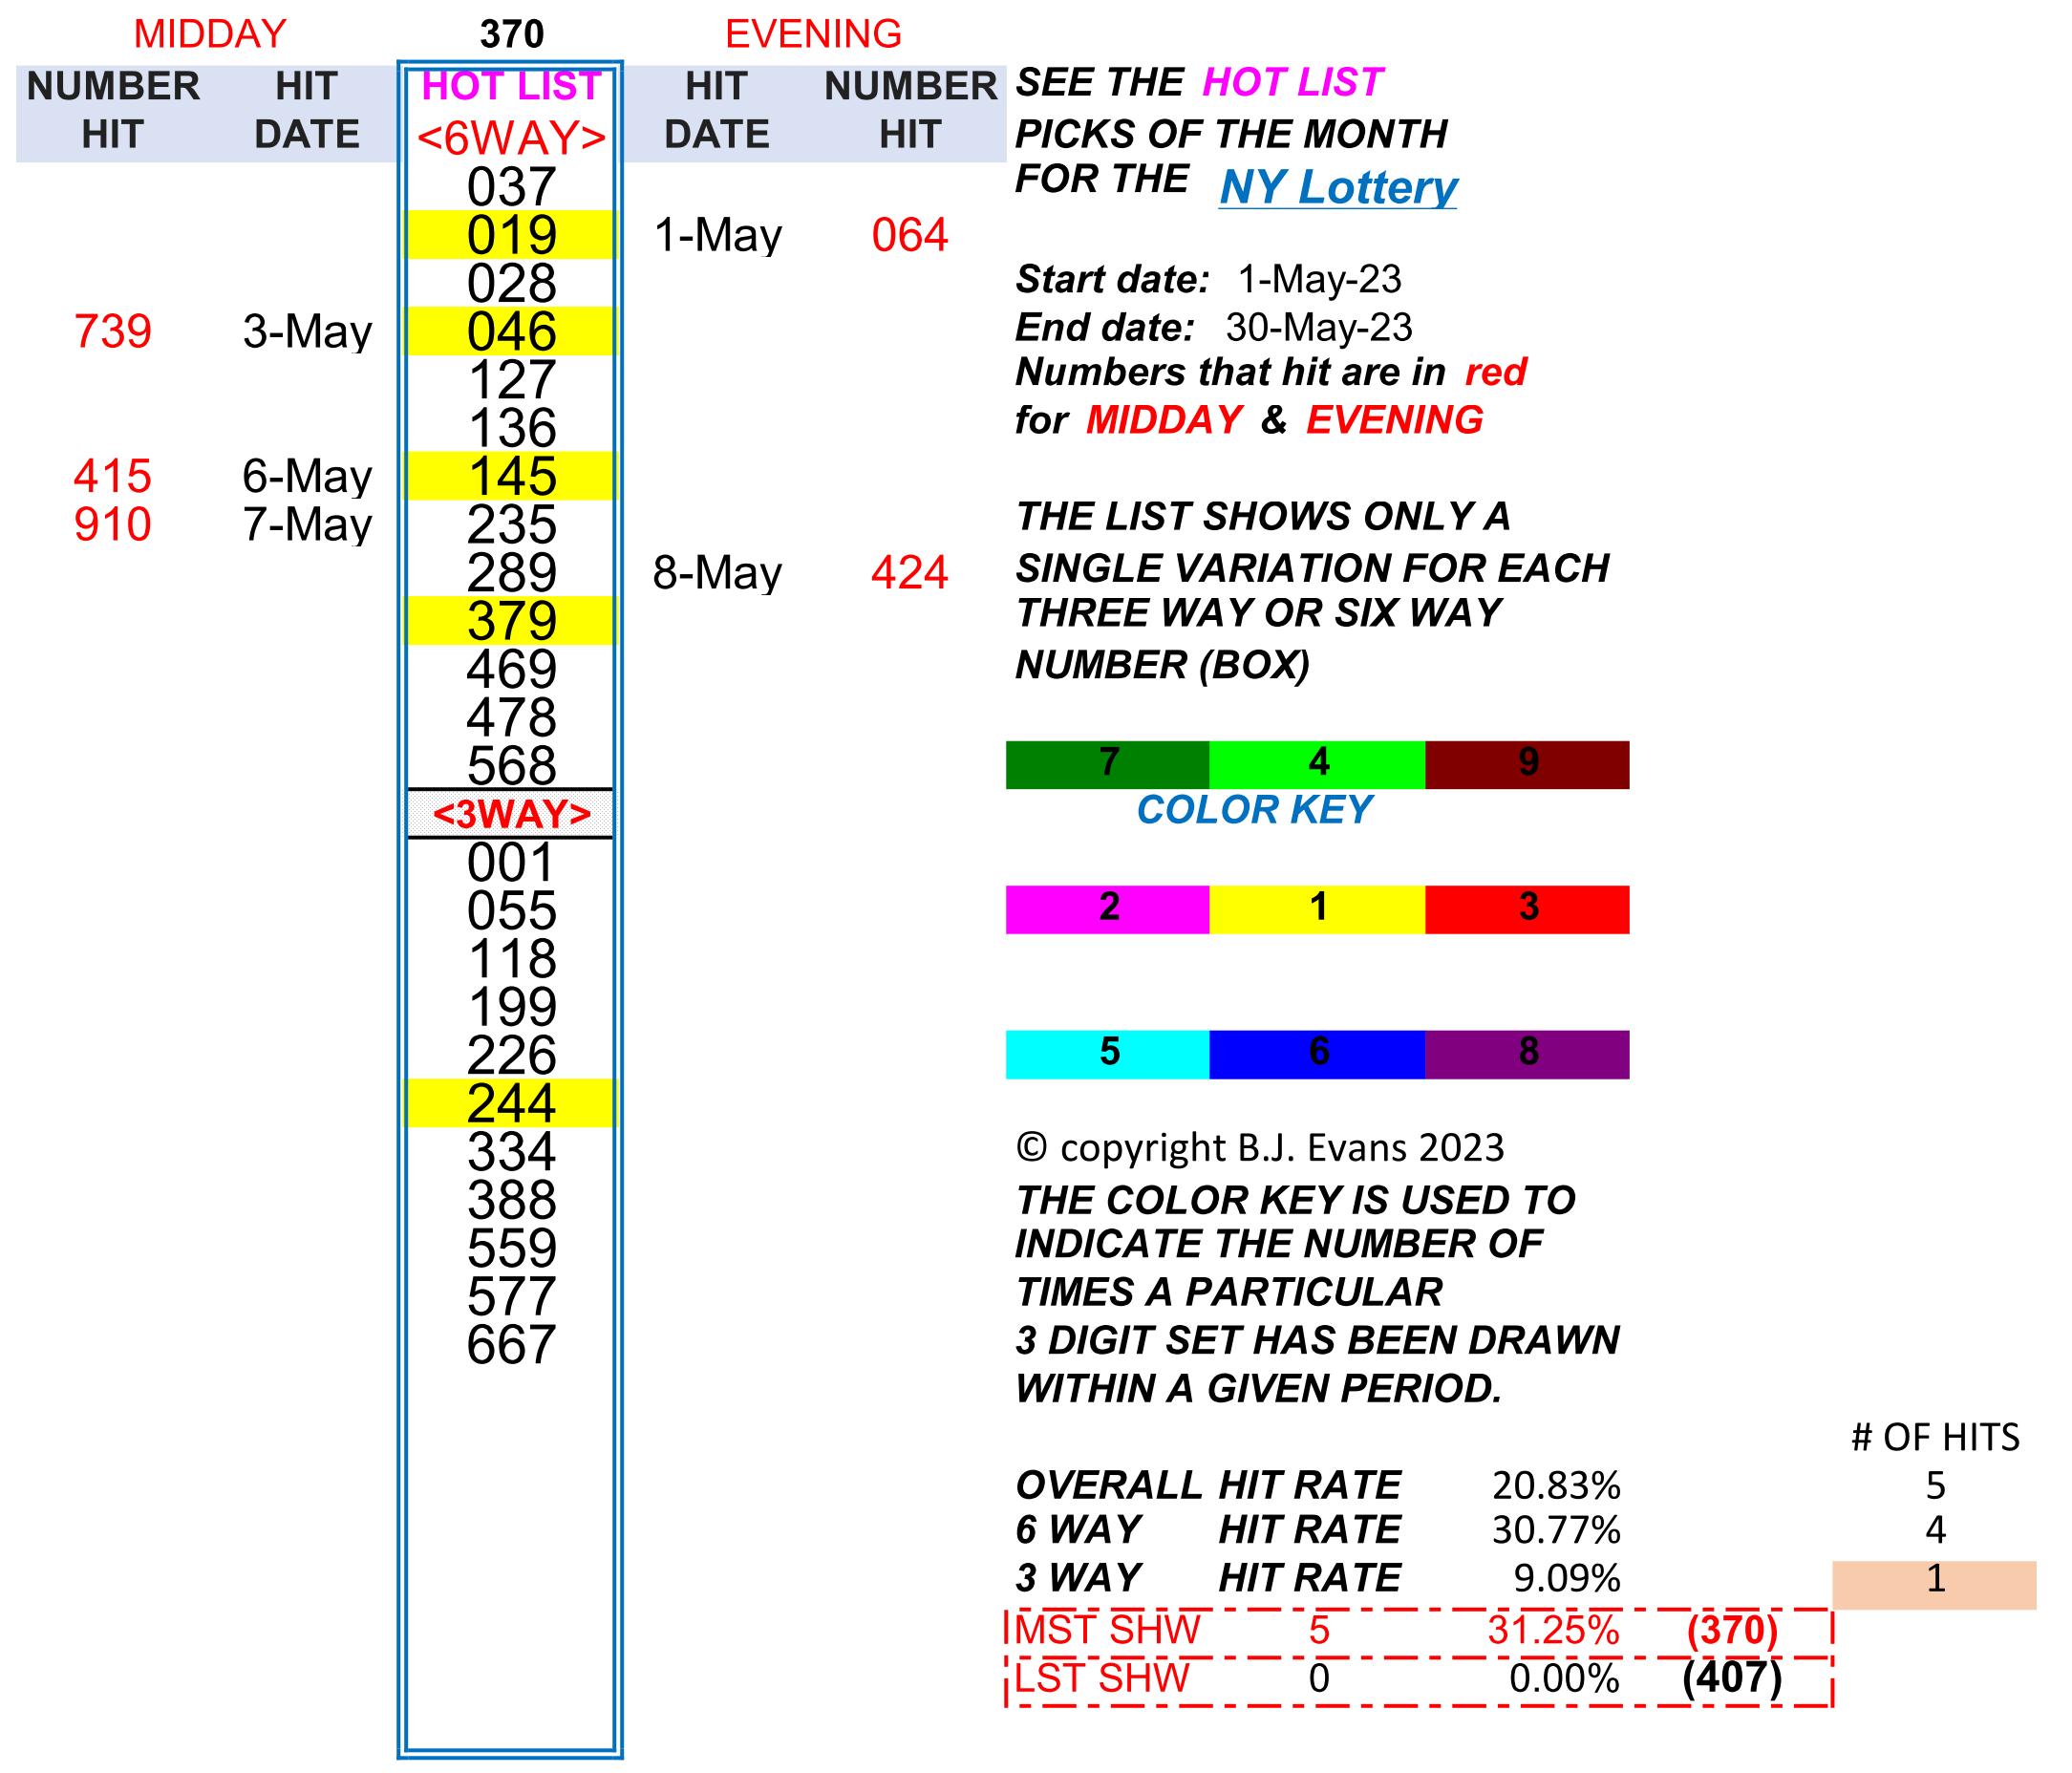 MIDDAY 370 EVENING
NUMBER HIT HOT LIST HIT NUMBER
HIT DATE <6WAY> DATE HIT
037
019 1-May 064
028
739 3-May 046
127
136
415 6-May 145
910 7-May 235
289 8-May 424
379
469
478
568
<3WAY>
001
055
118
199
226
244
334
388
559
577
667
SEE THE HOT LIST
PICKS OF THE MONTH
FOR THE NY Lottery
Start date: 1-May-23
End date: 30-May-23
Numbers that hit are in red
for MIDDAY & EVENING
THE LIST SHOWS ONLY A
SINGLE VARIATION FOR EACH
THREE WAY OR SIX WAY
NUMBER (BOX)
7 4 9
COLOR KEY
2 1 3
5 6 8
© copyright B.J. Evans 2023
THE COLOR KEY IS USED TO
INDICATE THE NUMBER OF
TIMES A PARTICULAR
3 DIGIT SET HAS BEEN DRAWN
WITHIN A GIVEN PERIOD.
# OF HITS
OVERALL HIT RATE 20.83% 5
6 WAY HIT RATE 30.77% 4
3 WAY HIT RATE 9.09% 1
MST SHW 5 31.25% (370)
LST SHW 0 0.00% (407)